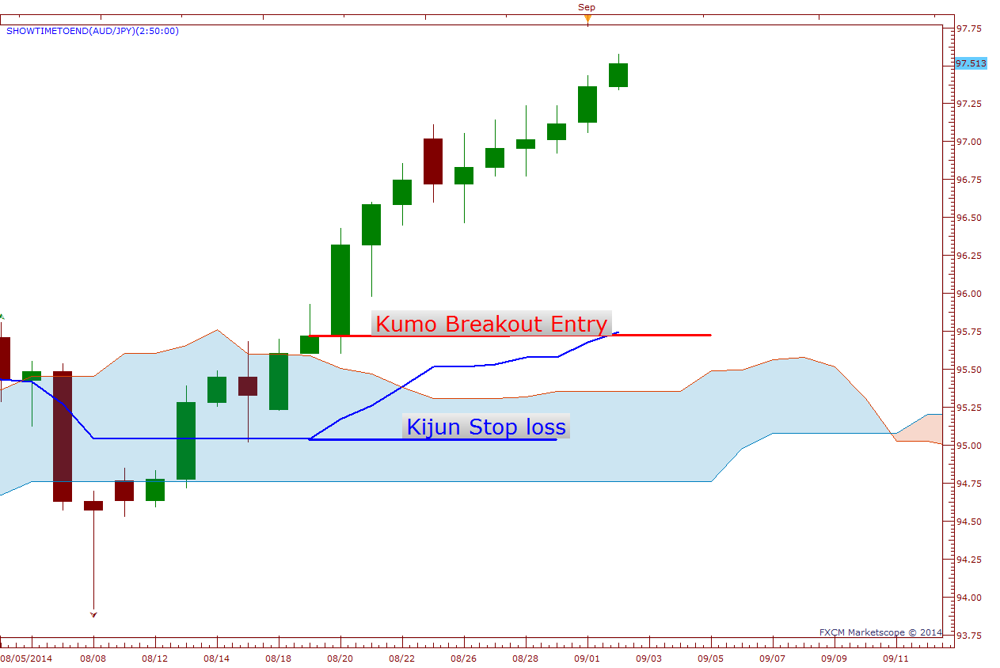 Sep
SHOWTIMETOEND(AUD/JPY)(2:50:00)
97.75
97.513
97.25
97.00
96.75
96.50
96.25
96.00
Kumo Breakout Entry
95.75
95.50
95.25
Kijun Stop loss
95.00
94.75
94.50
94.25
94.00
FXCM Marketscope © 2014
93.75
08/05/2014 08/08 08/12 08/14 08/18 08/20 08/22 08/26 08/28 09/01 09/03 09/05 09/07 09/09 09/11